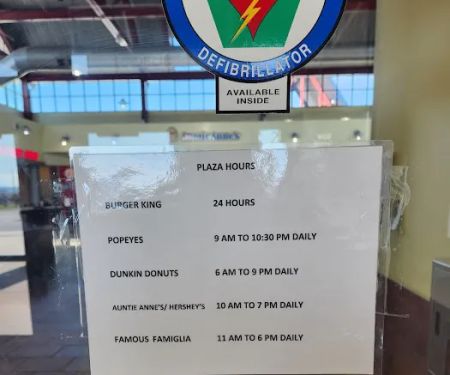 DEFIBRILLATOR
AVAILABLE
INSIDE
PLAZA HOURS
BURGER KING 24 HOURS
POPEYES 9 AM TO 10:30 PM DAILY
DUNKIN DONUTS 6 AM TO 9 PM DAILY
AUNTIE ANNE'S/ HERSHEY'S 10 AM TO 7 PM DAILY
FAMOUS FAMIGLIA 11 AM TO 6 PM DAILY